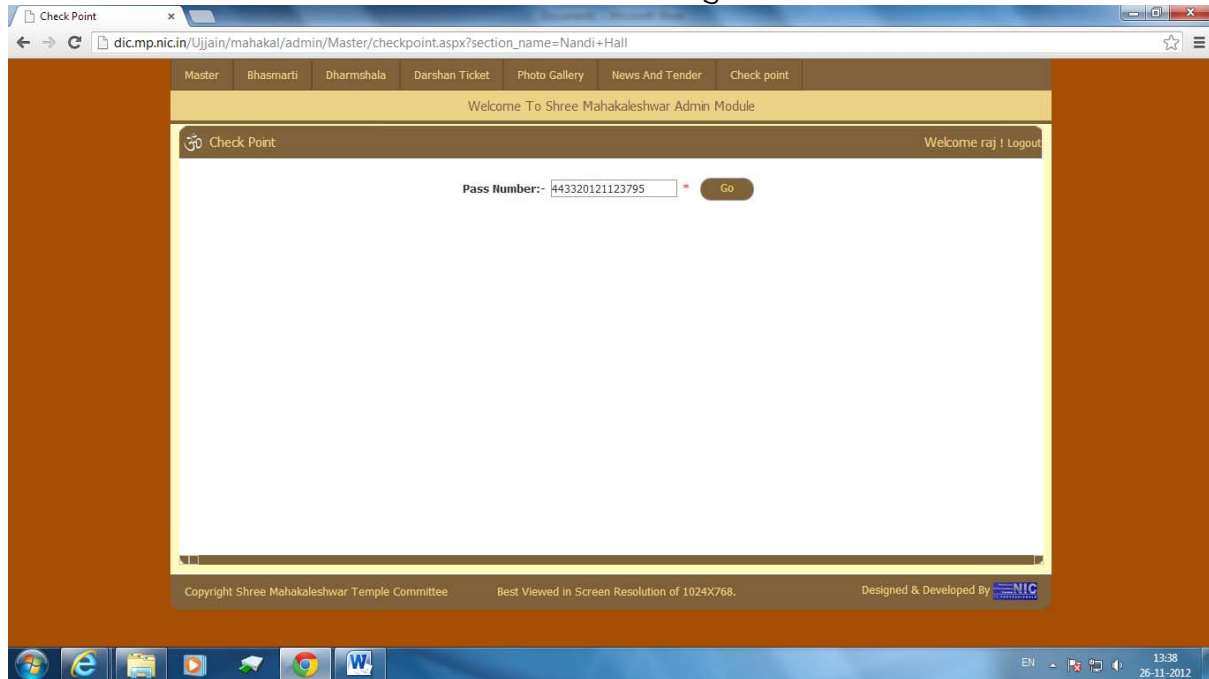 Check Point
dic.mp.nic.in/Ujjain/mahakal/admin/Master/checkpoint.aspx?section_name=Nandi+Hall
Master Bhasmarti Dharmshala Darshan Ticket Photo Gallery News And Tender Check point
Welcome To Shree Mahakaleshwar Admin Module
ॐ Check Point Welcome raj ! Logout
Pass Number:- 443320121123795 * Go
Copyright Shree Mahakaleshwar Temple Committee Best Viewed in Screen Resolution of 1024X768. Designed & Developed By NIC
EN 13:38
26-11-2012